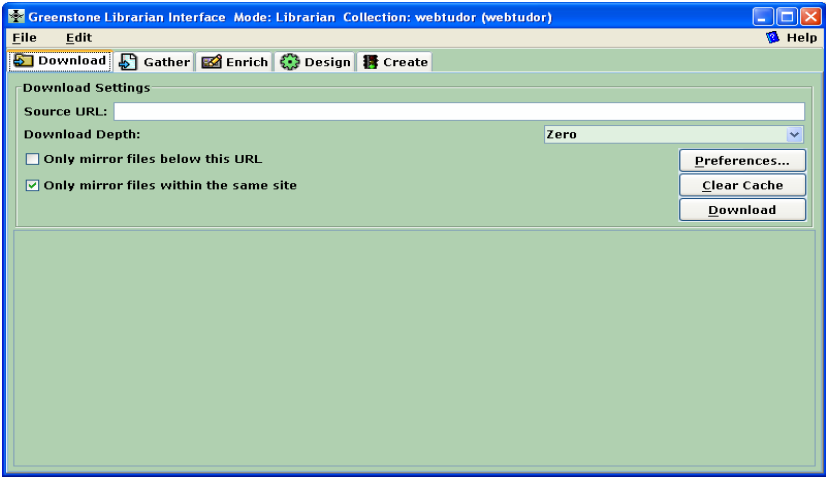 Greenstone Librarian Interface  Mode: Librarian  Collection: webtudor (webtudor)
File Edit Help
Download Gather Enrich Design Create
Download Settings
Source URL:
Download Depth: Zero
Only mirror files below this URL
Preferences...
Only mirror files within the same site
Clear Cache
Download